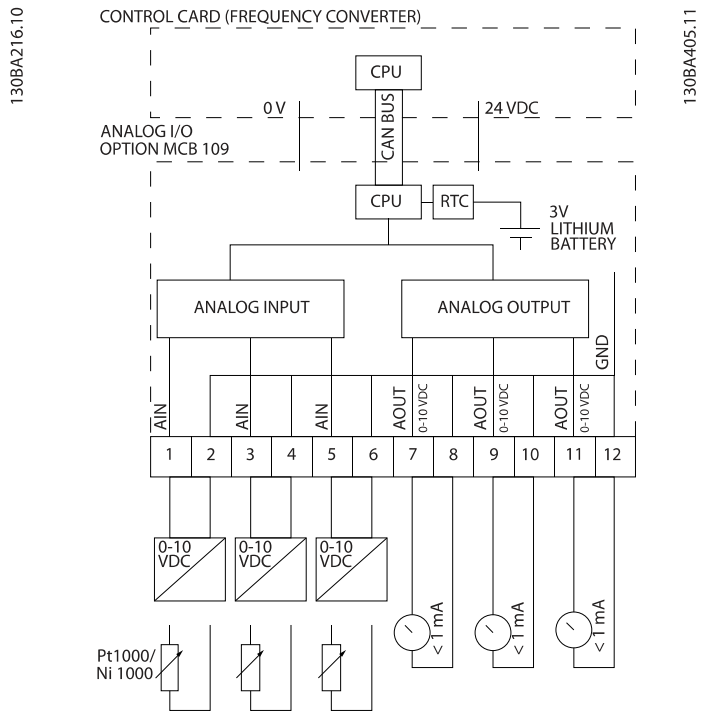 130BA216.10
130BA405.11
CONTROL CARD (FREQUENCY CONVERTER)
CPU
0 V
CAN BUS
24 VDC
ANALOG I/O
OPTION MCB 109
CPU
RTC
3V
LITHIUM
BATTERY
ANALOG INPUT
ANALOG OUTPUT
GND
AIN
AIN
AIN
AOUT
0-10 VDC
AOUT
0-10 VDC
AOUT
0-10 VDC
1
2
3
4
5
6
7
8
9
10
11
12
0-10
VDC
0-10
VDC
0-10
VDC
< 1 mA
< 1 mA
< 1 mA
Pt1000/
Ni 1000